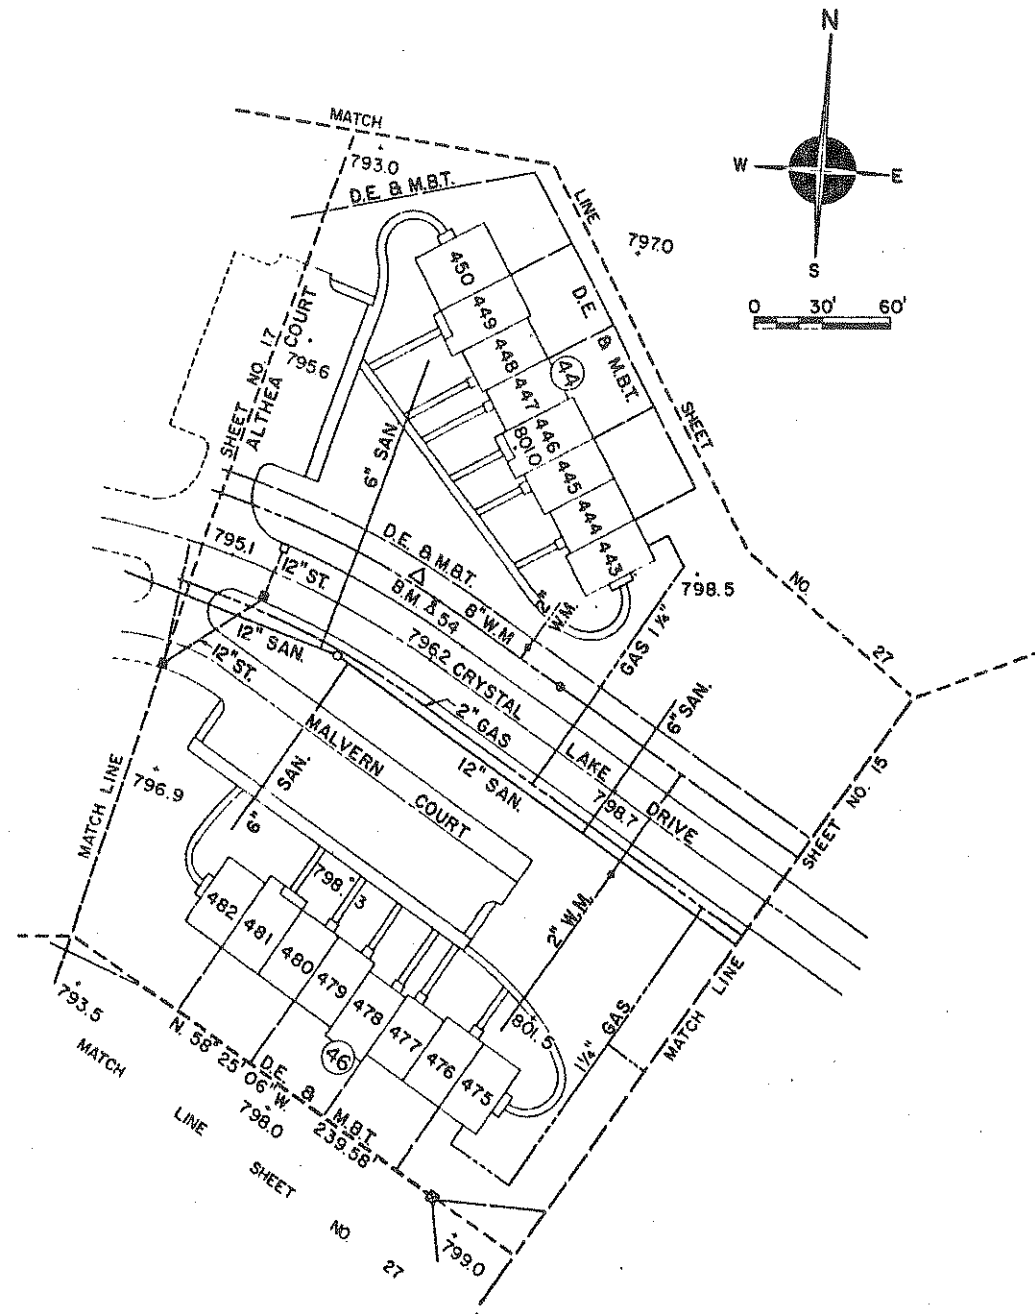 N
W
E
S
0 30' 60'
MATCH
LINE
SHEET
NO.
27
793.0
D.E. & M.B.T.
797.0
D.E. & M.B.T.
450
449
448
447
446
445
444
443
44
801.0
SHEET NO. 17
ALTHEA COURT
795.6
6" SAN.
795.1
12" ST.
D.E. & M.B.T.
B.M. Δ 54
8" W.M.
2" W.M.
798.5
GAS 1¼"
12" SAN.
12" ST.
796.2
CRYSTAL
LAKE
DRIVE
2" GAS
12" SAN.
6" SAN.
798.7
MALVERN
COURT
6" SAN.
MATCH LINE
796.9
798.3
SHEET NO. 15
MATCH LINE
2" W.M.
1¼" GAS
801.5
482
481
480
479
478
477
476
475
46
793.5
N. 58° 25' 06" W.
239.58'
D.E. & M.B.T.
798.0
MATCH
LINE
SHEET
NO.
27
799.0